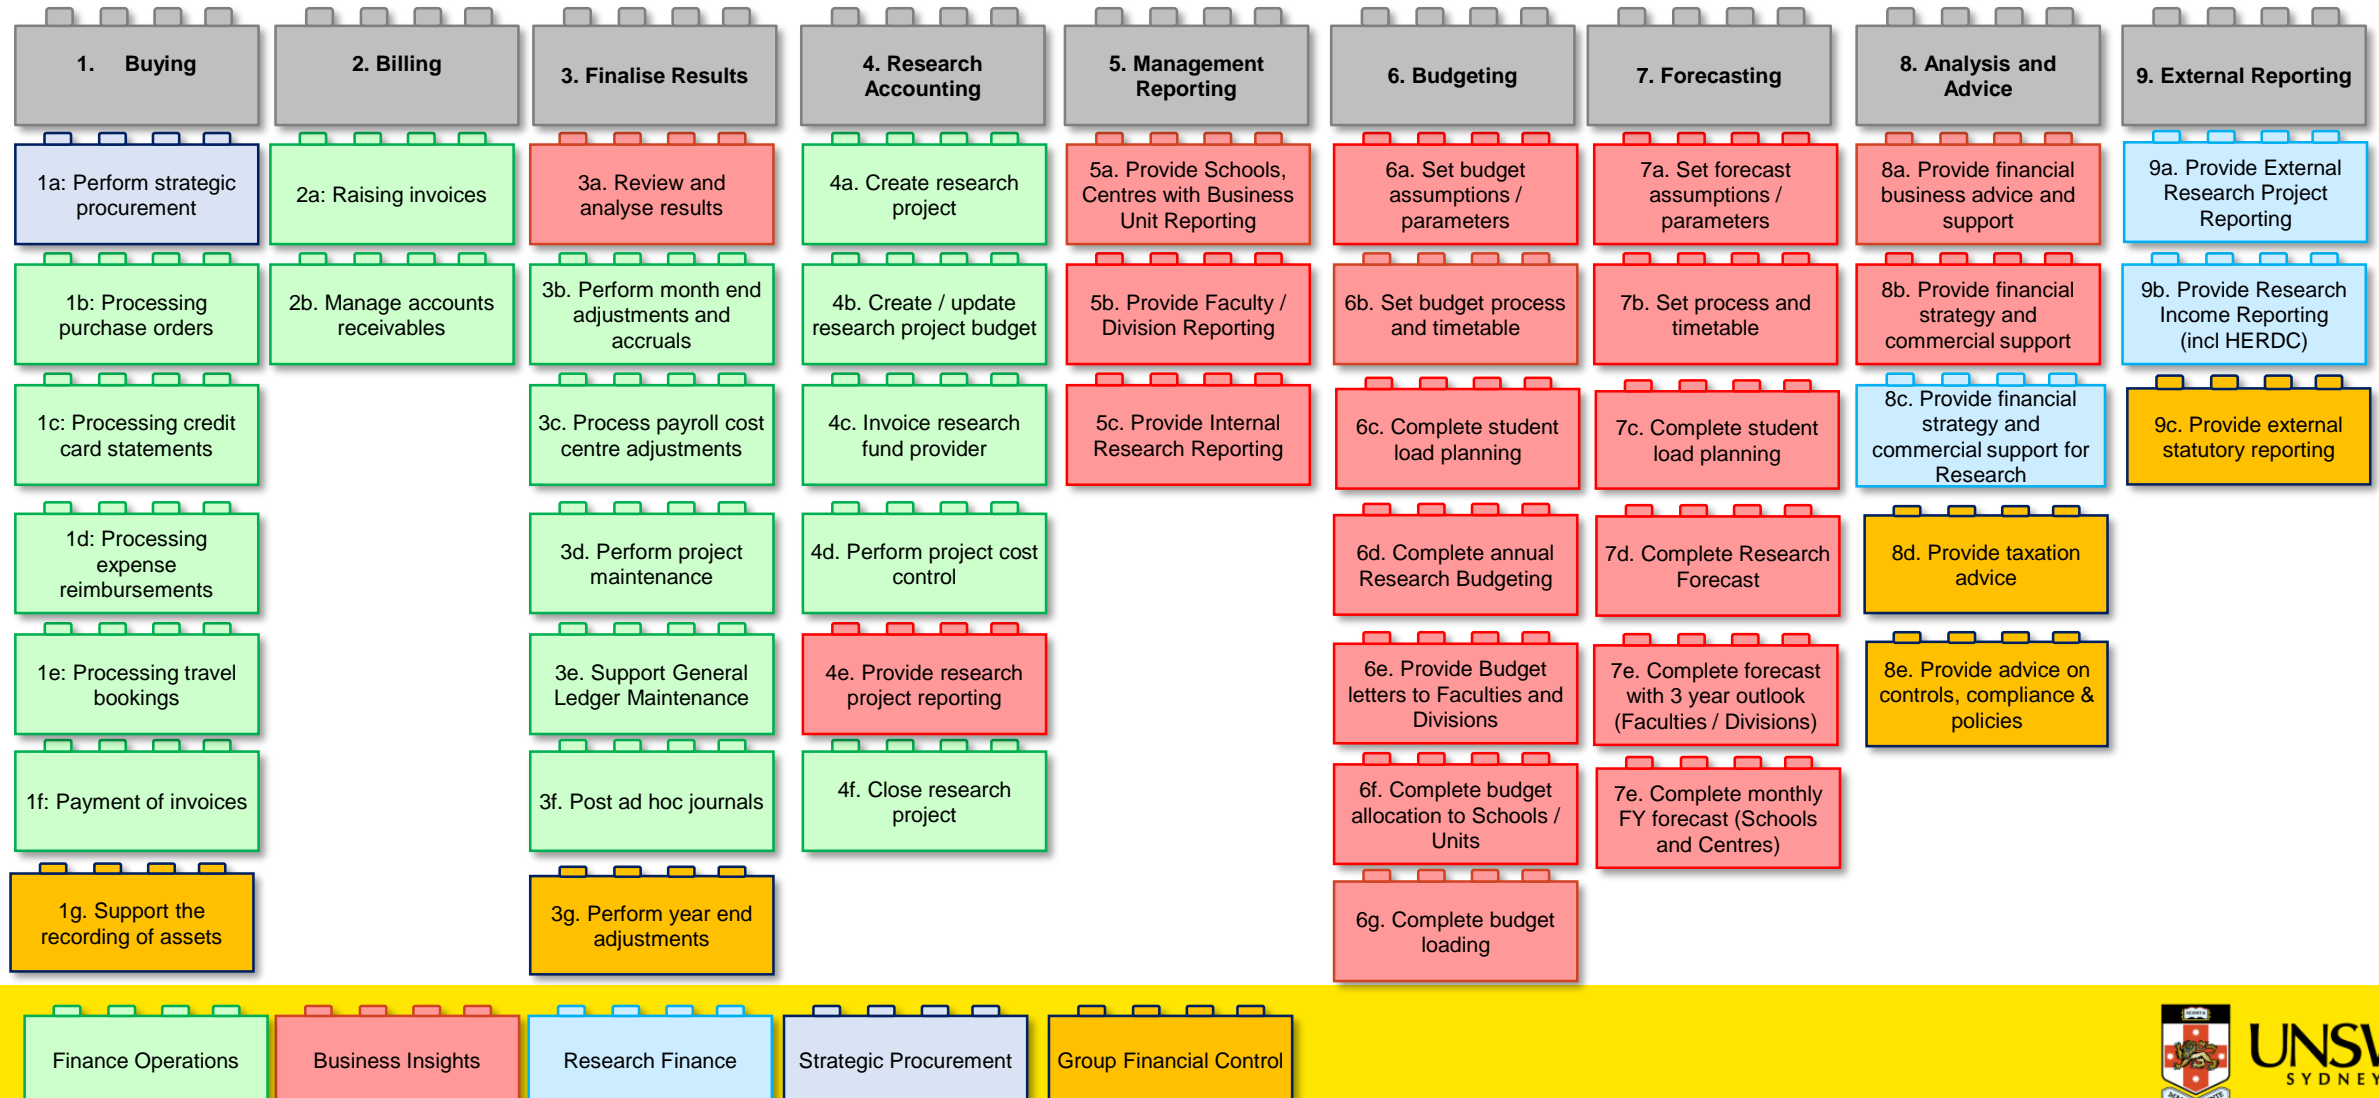 1. Buying
2. Billing
3. Finalise Results
4. Research
Accounting
5. Management
Reporting
6. Budgeting
7. Forecasting
8. Analysis and
Advice
9. External Reporting
1a: Perform strategic
procurement
1b: Processing
purchase orders
1c: Processing credit
card statements
1d: Processing
expense
reimbursements
1e: Processing travel
bookings
1f: Payment of invoices
1g. Support the
recording of assets
2a: Raising invoices
2b. Manage accounts
receivables
3a. Review and
analyse results
3b. Perform month end
adjustments and
accruals
3c. Process payroll cost
centre adjustments
3d. Perform project
maintenance
3e. Support General
Ledger Maintenance
3f. Post ad hoc journals
3g. Perform year end
adjustments
4a. Create research
project
4b. Create / update
research project budget
4c. Invoice research
fund provider
4d. Perform project cost
control
4e. Provide research
project reporting
4f. Close research
project
5a. Provide Schools,
Centres with Business
Unit Reporting
5b. Provide Faculty /
Division Reporting
5c. Provide Internal
Research Reporting
6a. Set budget
assumptions /
parameters
6b. Set budget process
and timetable
6c. Complete student
load planning
6d. Complete annual
Research Budgeting
6e. Provide Budget
letters to Faculties and
Divisions
6f. Complete budget
allocation to Schools /
Units
6g. Complete budget
loading
7a. Set forecast
assumptions /
parameters
7b. Set process and
timetable
7c. Complete student
load planning
7d. Complete Research
Forecast
7e. Complete forecast
with 3 year outlook
(Faculties / Divisions)
7e. Complete monthly
FY forecast (Schools
and Centres)
8a. Provide financial
business advice and
support
8b. Provide financial
strategy and
commercial support
8c. Provide financial
strategy and
commercial support for
Research
8d. Provide taxation
advice
8e. Provide advice on
controls, compliance &
policies
9a. Provide External
Research Project
Reporting
9b. Provide Research
Income Reporting
(incl HERDC)
9c. Provide external
statutory reporting
Finance Operations
Business Insights
Research Finance
Strategic Procurement
Group Financial Control
UNSW
SYDNEY